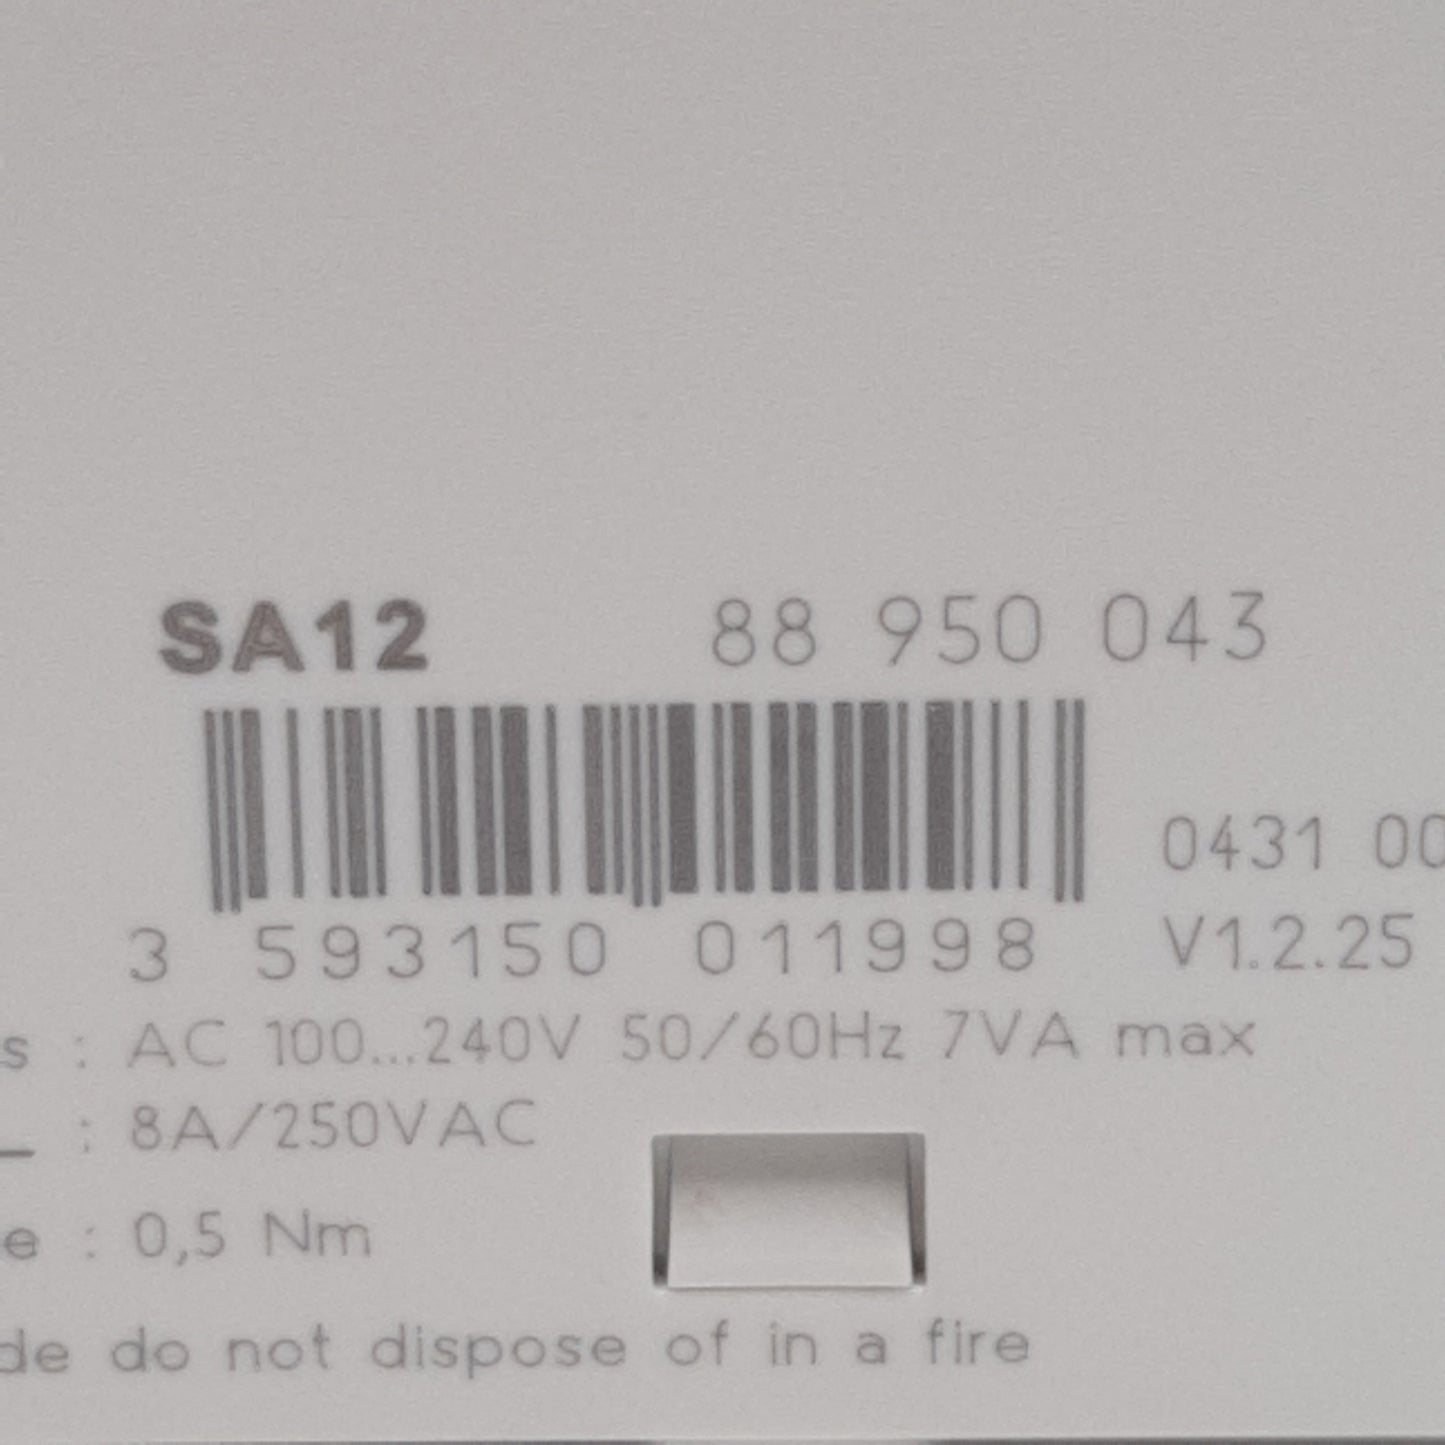 SA12 88 950 043
0431 00
3 593150 011998 V1.2.25
s : AC 100...240V 50/60Hz 7VA max
: 8A/250VAC
e : 0,5 Nm
de do not dispose of in a fire